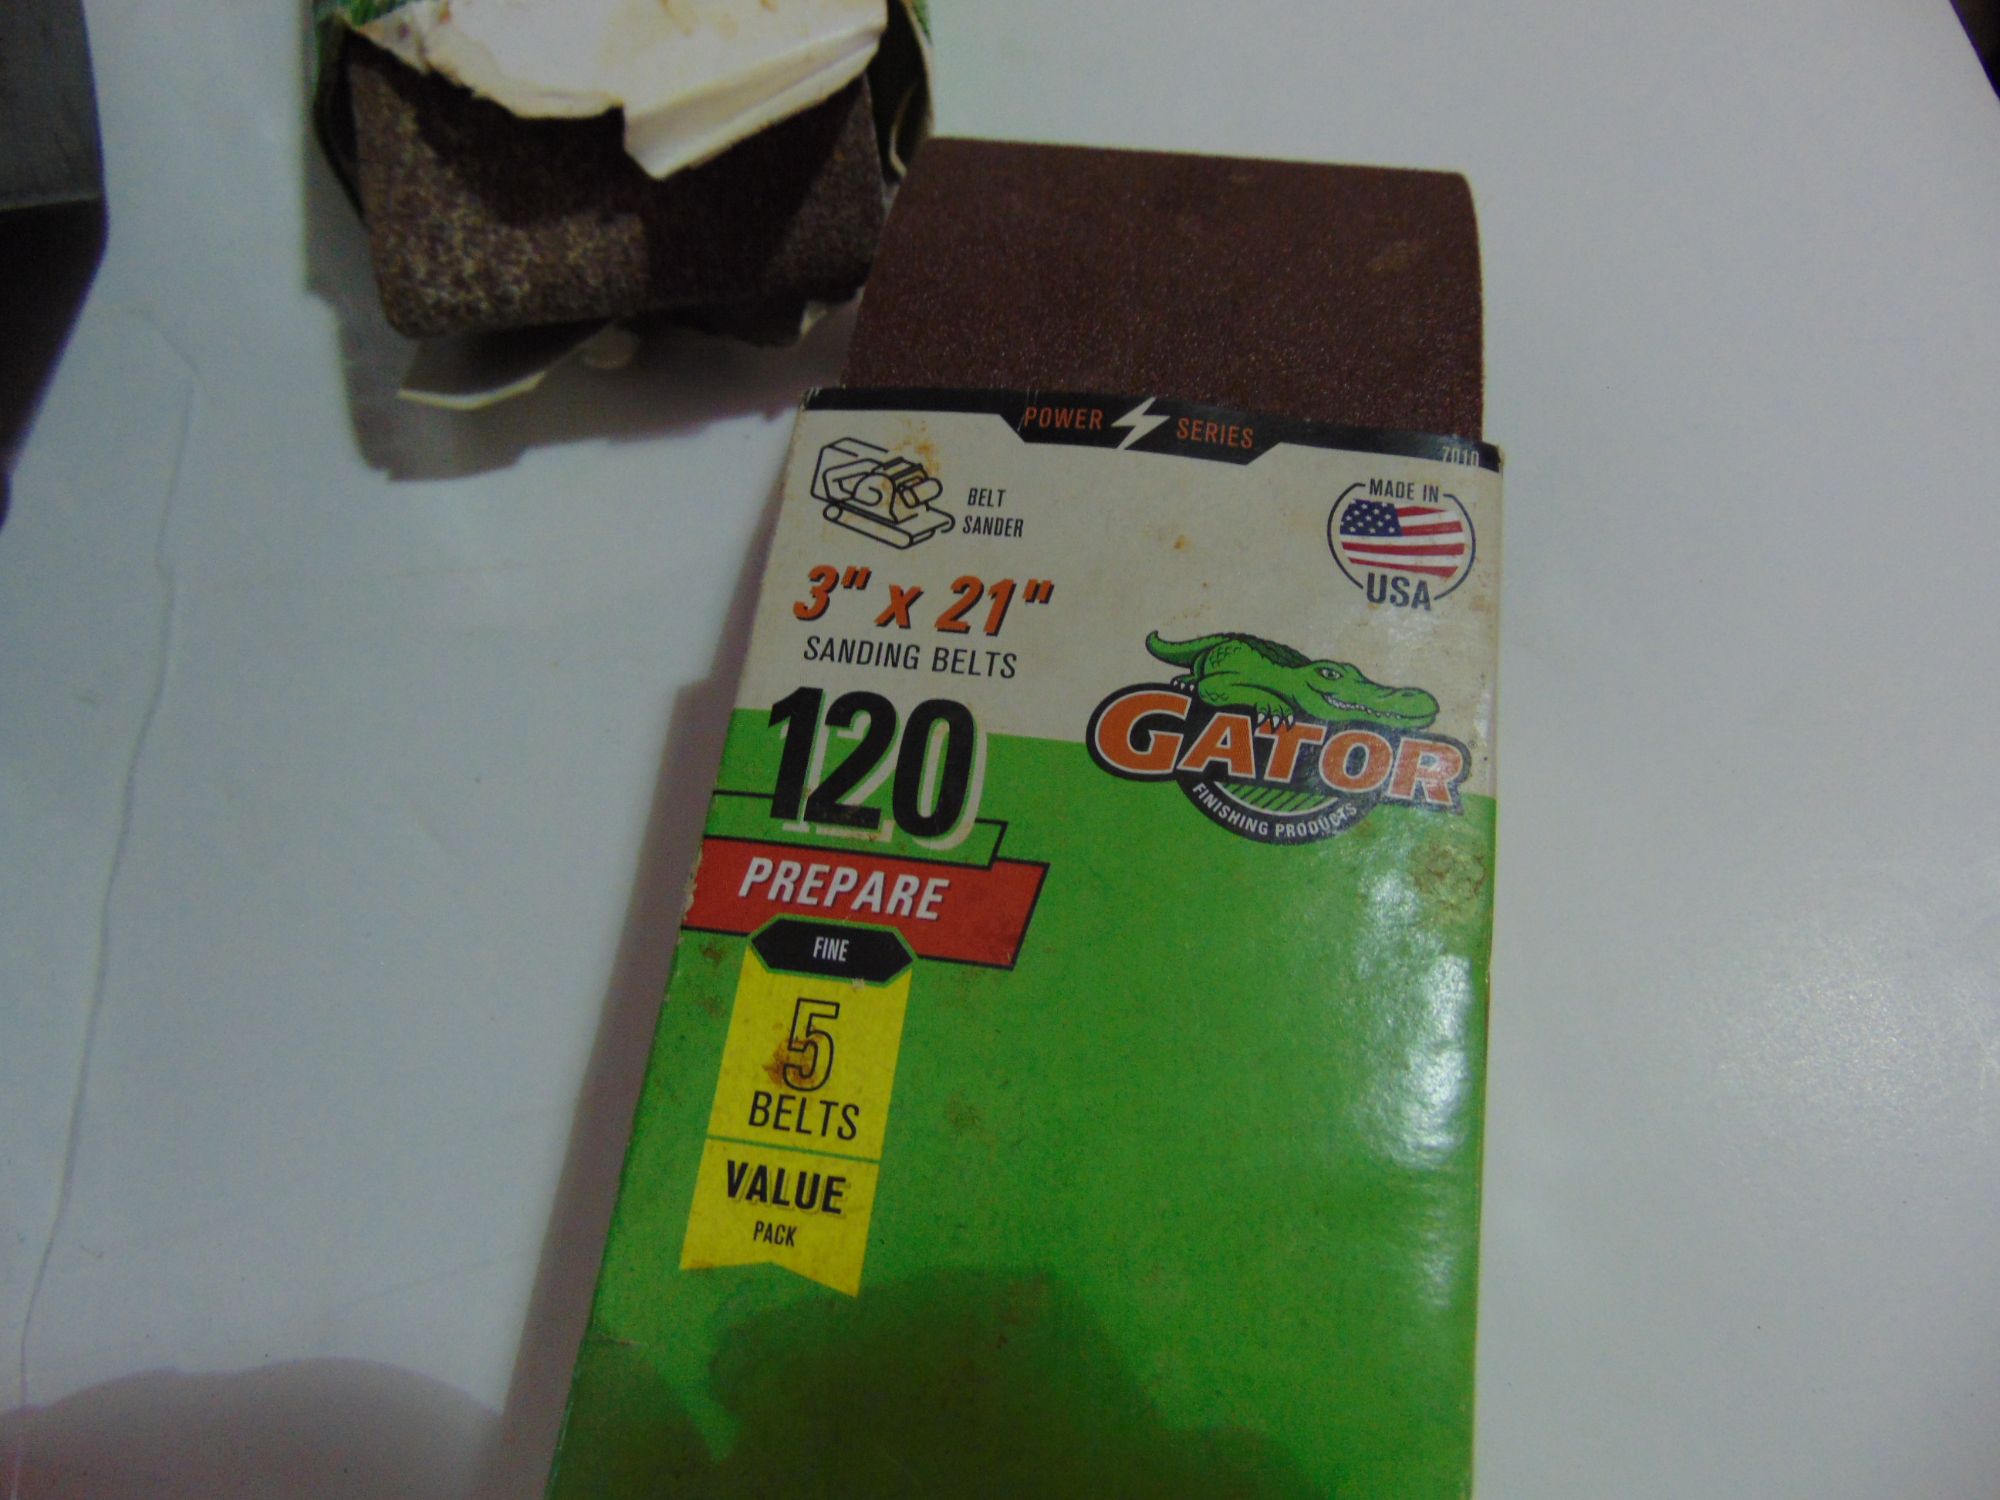 POWER SERIES
7010
BELT
SANDER
MADE IN
USA
3" x 21"
SANDING BELTS
120
GATOR
FINISHING PRODUCTS
PREPARE
FINE
5
BELTS
VALUE
PACK